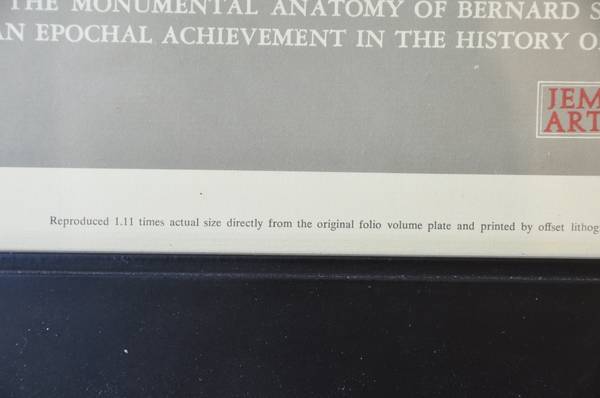 THE MONUMENTAL ANATOMY OF BERNARD S
AN EPOCHAL ACHIEVEMENT IN THE HISTORY O
JEM
ART
Reproduced 1.11 times actual size directly from the original folio volume plate and printed by offset lithog